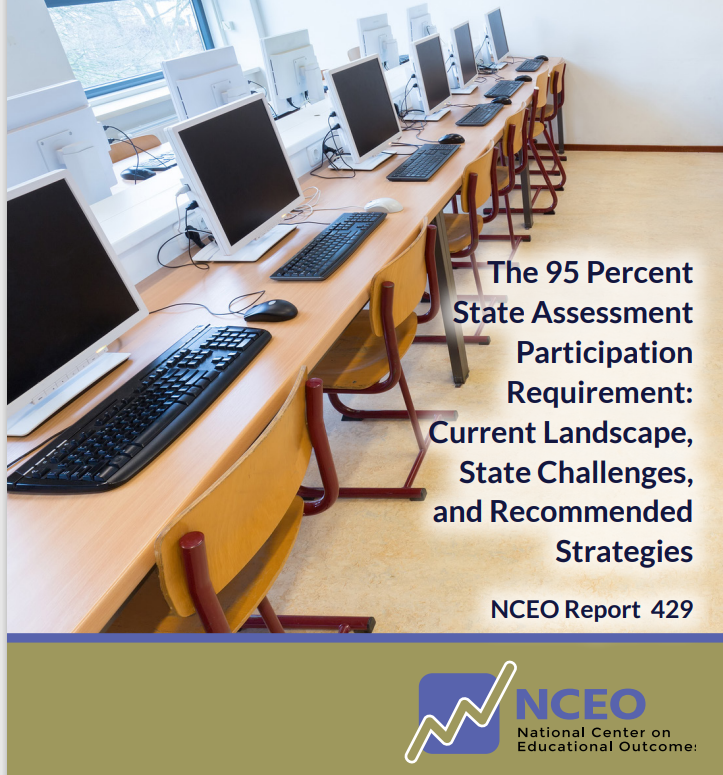 The 95 Percent
State Assessment
Participation
Requirement:
Current Landscape,
State Challenges,
and Recommended
Strategies
NCEO Report 429
NCEO
National Center on
Educational Outcomes